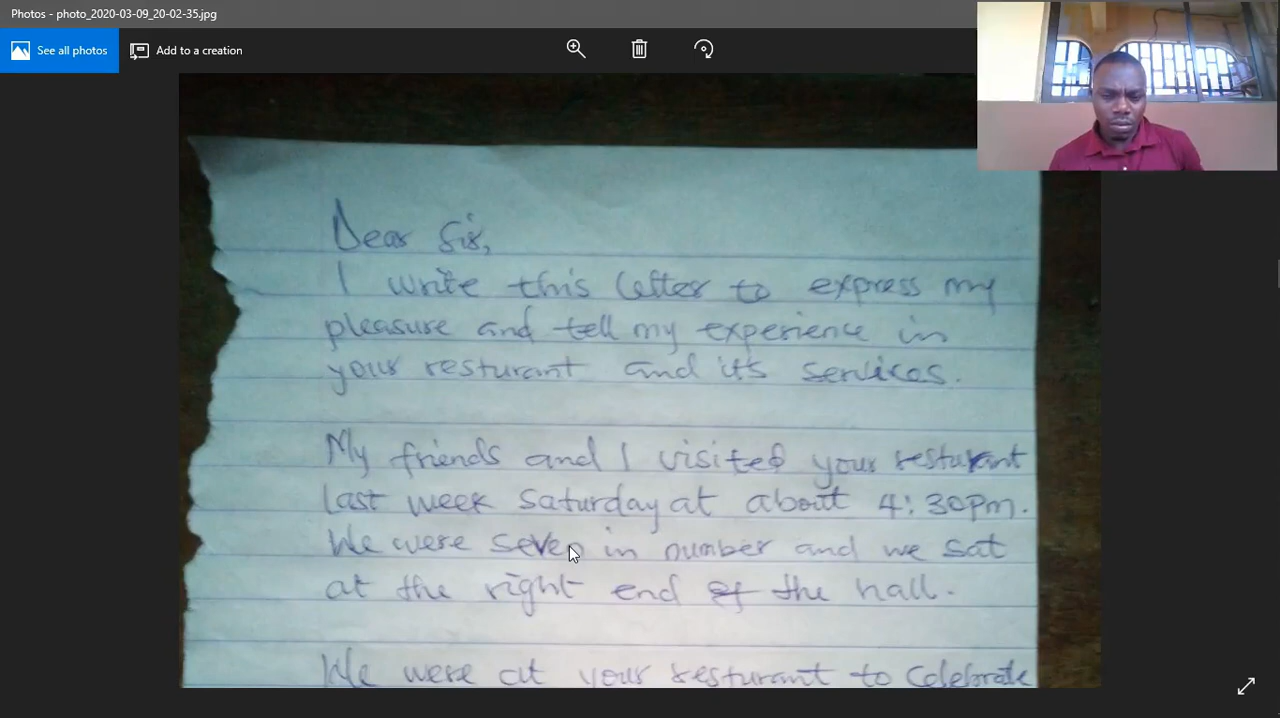 Photos - photo_2020-03-09_20-02-35.jpg
See all photos
Add to a creation
Dear Sir,
I write this letter to express my
pleasure and tell my experience in
your resturant and it's services.
My friends and I visited your resturant
last week saturday at about 4:30pm.
We were seven in number and we sat
at the right end of the hall.
We were at your resturant to celebrate